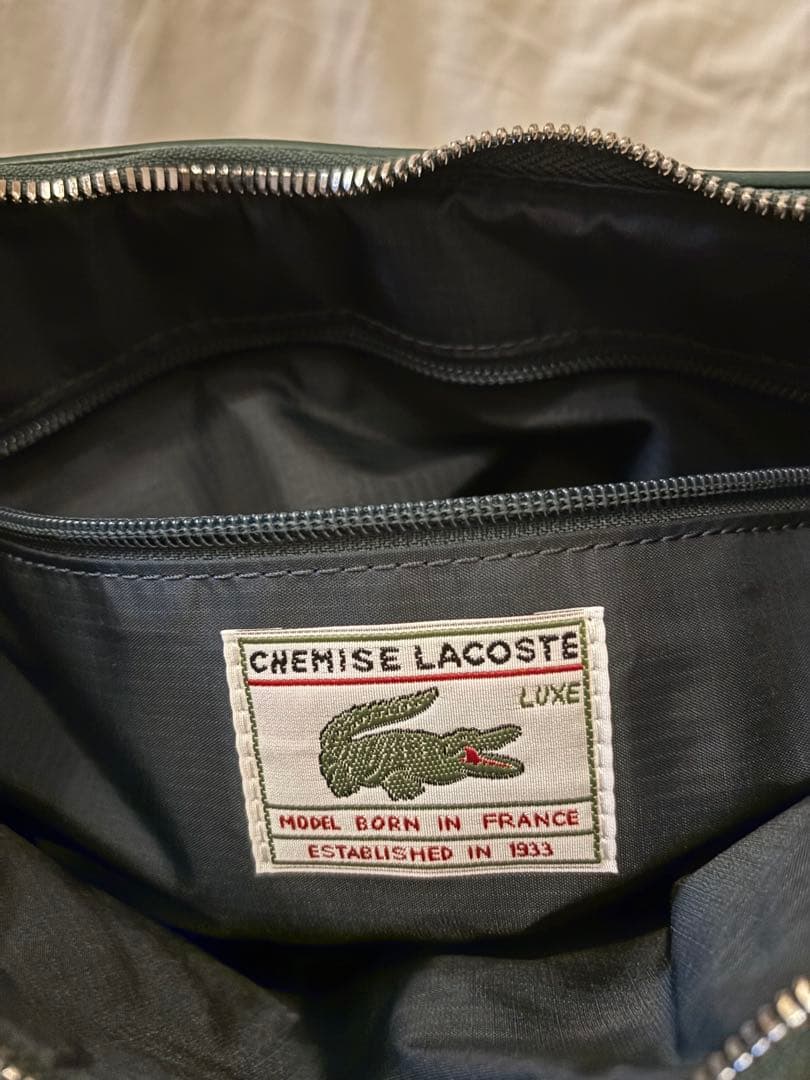 CHEMISE LACOSTE
LUXE
MODEL BORN IN FRANCE
ESTABLISHED IN 1933